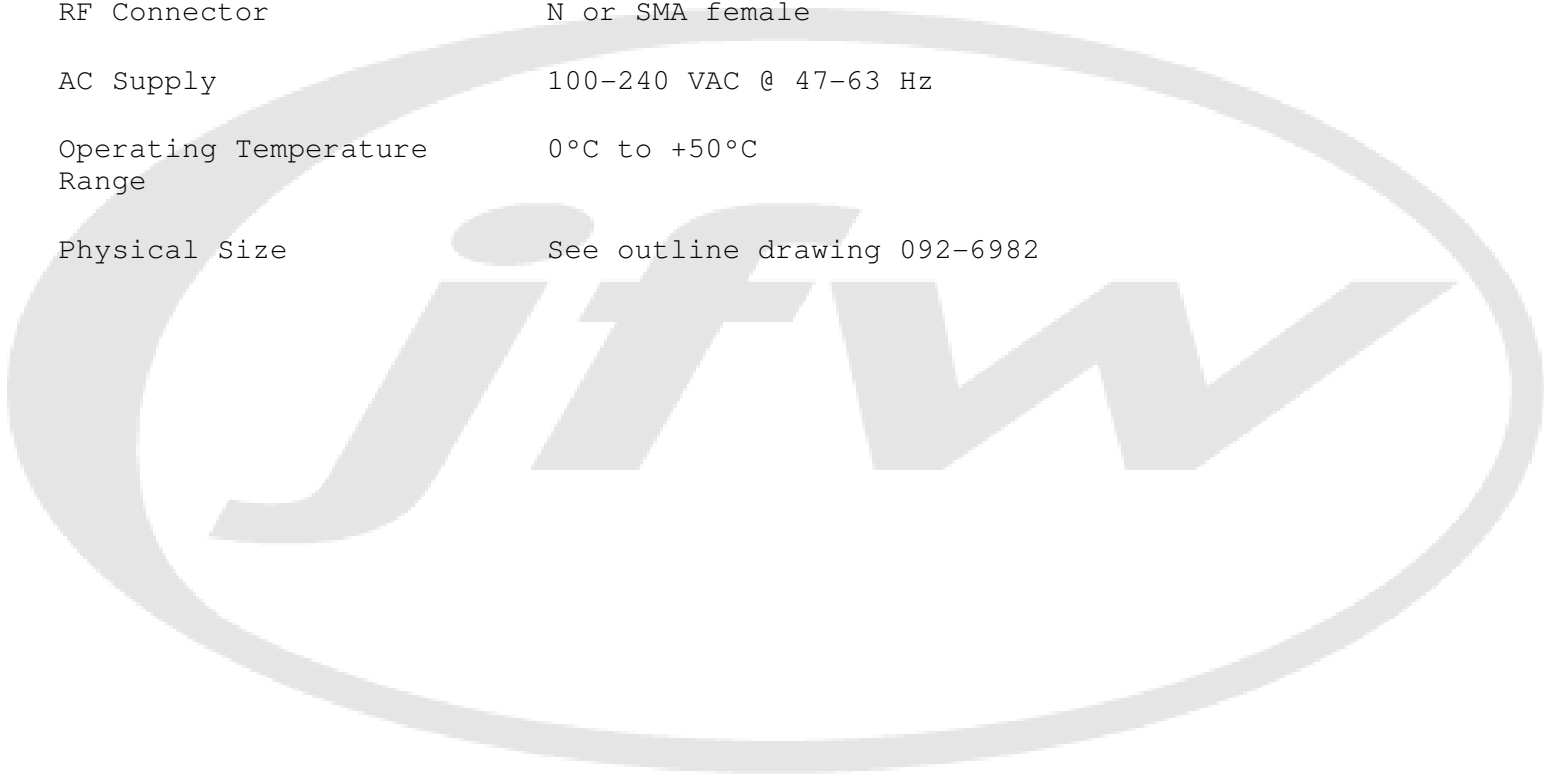 RF Connector N or SMA female
AC Supply 100-240 VAC @ 47-63 Hz
Operating Temperature 0°C to +50°C
Range
Physical Size See outline drawing 092-6982
jfw